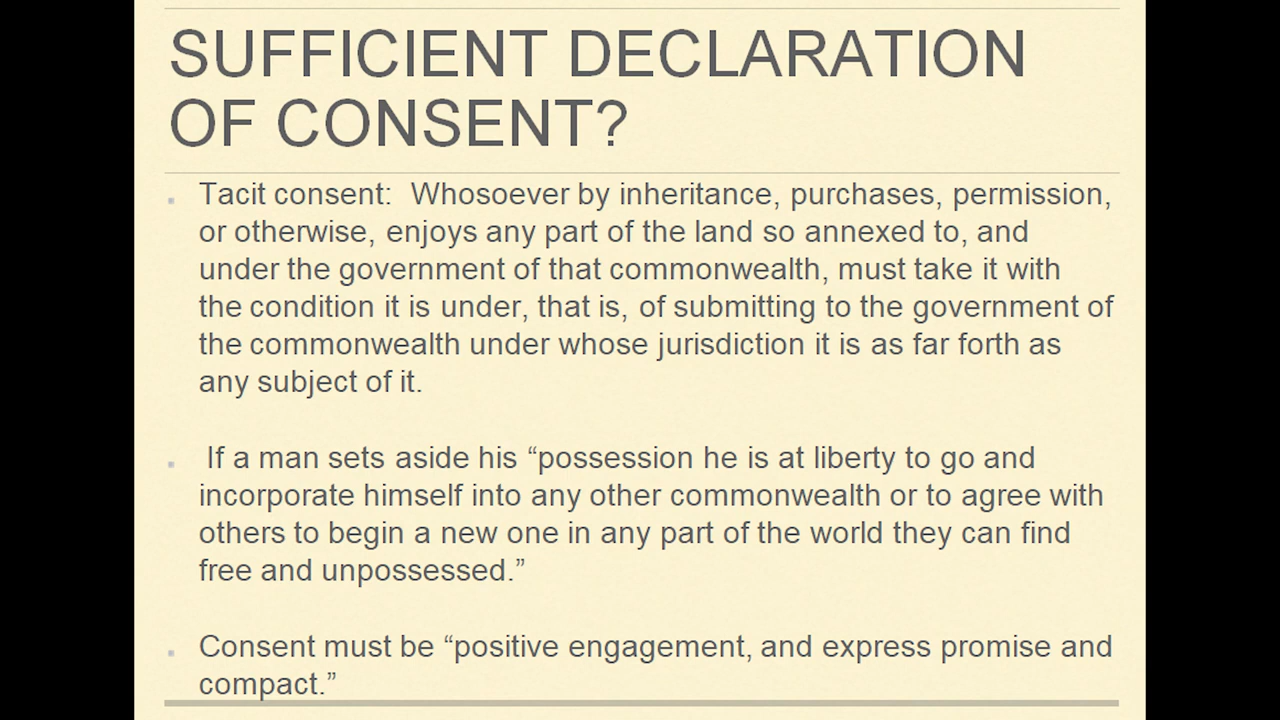 SUFFICIENT DECLARATION
OF CONSENT?
Tacit consent:  Whosoever by inheritance, purchases, permission,
or otherwise, enjoys any part of the land so annexed to, and
under the government of that commonwealth, must take it with
the condition it is under, that is, of submitting to the government of
the commonwealth under whose jurisdiction it is as far forth as
any subject of it.
If a man sets aside his “possession he is at liberty to go and
incorporate himself into any other commonwealth or to agree with
others to begin a new one in any part of the world they can find
free and unpossessed.”
Consent must be “positive engagement, and express promise and
compact.”